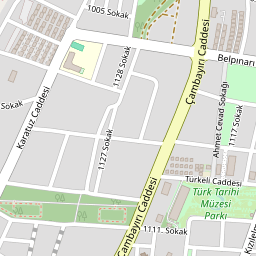 1005 Sokak
Çambayırı Caddesi
Belpınarı
1128 Sokak
Sokak
Karatuz Caddesi
1127 Sokak
Ahmet Cevad Sokağı
1117 Sokak
Türkeli Caddesi
Türk Tarihi
Müzesi
Parkı
Çambayırı Caddesi
1111. Sokak